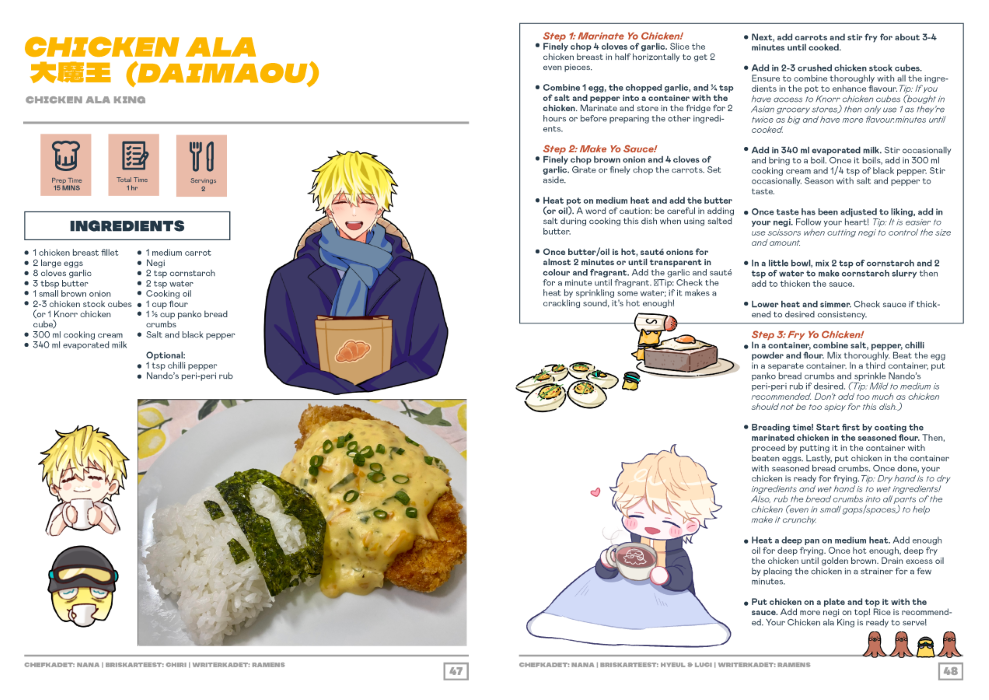 CHICKEN ALA
大魔王 (DAIMAOU)
CHICKEN ALA KING
Prep Time
15 MINS
Total Time
1 hr
Servings
2
INGREDIENTS
1 chicken breast fillet
2 large eggs
8 cloves garlic
3 tbsp butter
1 small brown onion
2-3 chicken stock cubes
(or 1 Knorr chicken
cube)
300 ml cooking cream
340 ml evaporated milk
1 medium carrot
Negi
2 tsp cornstarch
2 tsp water
Cooking oil
1 cup flour
1 ½ cup panko bread
crumbs
Salt and black pepper
Optional:
1 tsp chilli pepper
Nando's peri-peri rub
CHEFKADET: NANA | BRISKARTEEST: CHIRI | WRITERKADET: RAMENS
47
Step 1: Marinate Yo Chicken!
Finely chop 4 cloves of garlic. Slice the
chicken breast in half horizontally to get 2
even pieces.
Combine 1 egg, the chopped garlic, and ¼ tsp
of salt and pepper into a container with the
chicken. Marinate and store in the fridge for 2
hours or before preparing the other ingredi-
ents.
Step 2: Make Yo Sauce!
Finely chop brown onion and 4 cloves of
garlic. Grate or finely chop the carrots. Set
aside.
Heat pot on medium heat and add the butter
(or oil). A word of caution: be careful in adding
salt during cooking this dish when using salted
butter.
Once butter/oil is hot, sauté onions for
almost 2 minutes or until transparent in
colour and fragrant. Add the garlic and sauté
for a minute until fragrant. Tip: Check the
heat by sprinkling some water; if it makes a
crackling sound, it's hot enough!
Next, add carrots and stir fry for about 3-4
minutes until cooked.
Add in 2-3 crushed chicken stock cubes.
Ensure to combine thoroughly with all the ingre-
dients in the pot to enhance flavour.Tip: If you
have access to Knorr chicken cubes (bought in
Asian grocery stores,) then only use 1 as they're
twice as big and have more flavour.minutes until
cooked.
Add in 340 ml evaporated milk. Stir occasionally
and bring to a boil. Once it boils, add in 300 ml
cooking cream and 1/4 tsp of black pepper. Stir
occasionally. Season with salt and pepper to
taste.
Once taste has been adjusted to liking, add in
your negi. Follow your heart! Tip: It is easier to
use scissors when cutting negi to control the size
and amount.
In a little bowl, mix 2 tsp of cornstarch and 2
tsp of water to make cornstarch slurry then
add to thicken the sauce.
Lower heat and simmer. Check sauce if thick-
ened to desired consistency.
Step 3: Fry Yo Chicken!
In a container, combine salt, pepper, chilli
powder and flour. Mix thoroughly. Beat the egg
in a separate container. In a third container, put
panko bread crumbs and sprinkle Nando's
peri-peri rub if desired. (Tip: Mild to medium is
recommended. Don't add too much as chicken
should not be too spicy for this dish.)
Breading time! Start first by coating the
marinated chicken in the seasoned flour. Then,
proceed by putting it in the container with
beaten eggs. Lastly, put chicken in the container
with seasoned bread crumbs. Once done, your
chicken is ready for frying.Tip: Dry hand is to dry
ingredients and wet hand is to wet ingredients!
Also, rub the bread crumbs into all parts of the
chicken (even in small gaps/spaces,) to help
make it crunchy.
Heat a deep pan on medium heat. Add enough
oil for deep frying. Once hot enough, deep fry
the chicken until golden brown. Drain excess oil
by placing the chicken in a strainer for a few
minutes.
Put chicken on a plate and top it with the
sauce. Add more negi on top! Rice is recommend-
ed. Your Chicken ala King is ready to serve!
CHEFKADET: NANA | BRISKARTEEST: HYEUL & LUCI | WRITERKADET: RAMENS
48